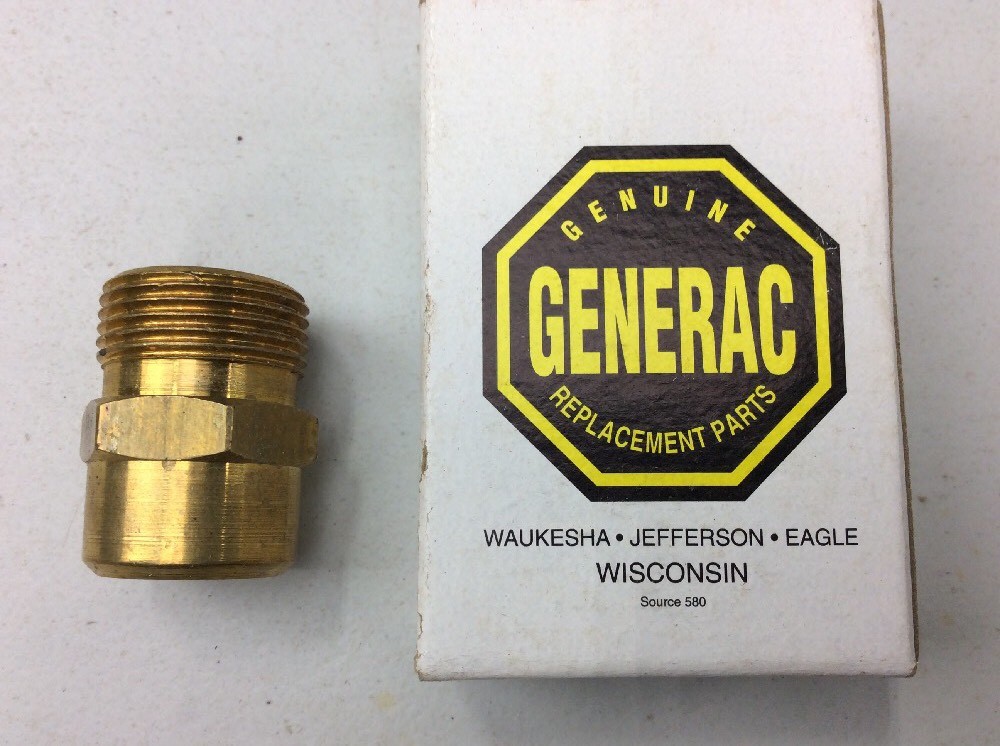 GENUINE
GENERAC
REPLACEMENT PARTS
WAUKESHA • JEFFERSON • EAGLE
WISCONSIN
Source 580